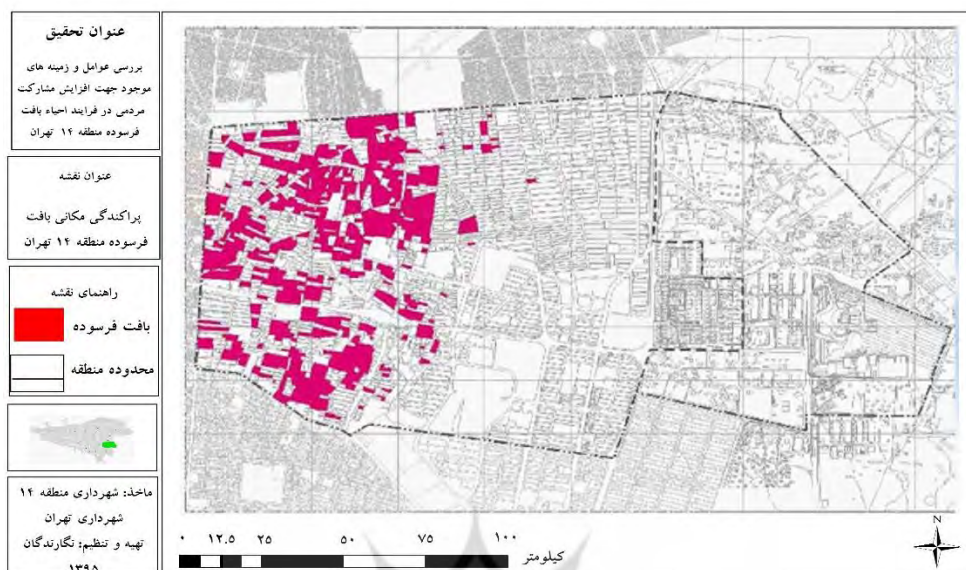 عنوان تحقیق
بررسی عوامل و زمینه های
موجود جهت افزایش مشارکت
مردمی در فرایند احیاء بافت
فرسوده منطقه ۱۴ تهران
عنوان نقشه
پراکندگی مکانی بافت
فرسوده منطقه ۱۴ تهران
راهنمای نقشه
بافت فرسوده
محدوده منطقه
ماخذ: شهرداری منطقه ۱۴
شهرداری تهران
تهیه و تنظیم: نگارندگان
۱۳۹۵
۰ ۱۲.۵ ۲۵ ۵۰ ۷۵ ۱۰۰
کیلومتر
N